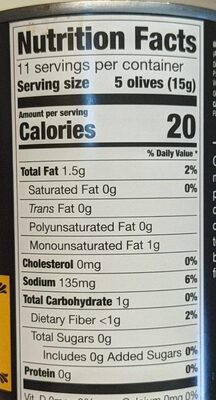 Nutrition Facts
11 servings per container
Serving size 5 olives (15g)
Amount per serving
Calories 20
% Daily Value *
Total Fat 1.5g 2%
Saturated Fat 0g 0%
Trans Fat 0g
Polyunsaturated Fat 0g
Monounsaturated Fat 1g
Cholesterol 0mg 0%
Sodium 135mg 6%
Total Carbohydrate 1g 0%
Dietary Fiber <1g 2%
Total Sugars 0g
Includes 0g Added Sugars 0%
Protein 0g 0%